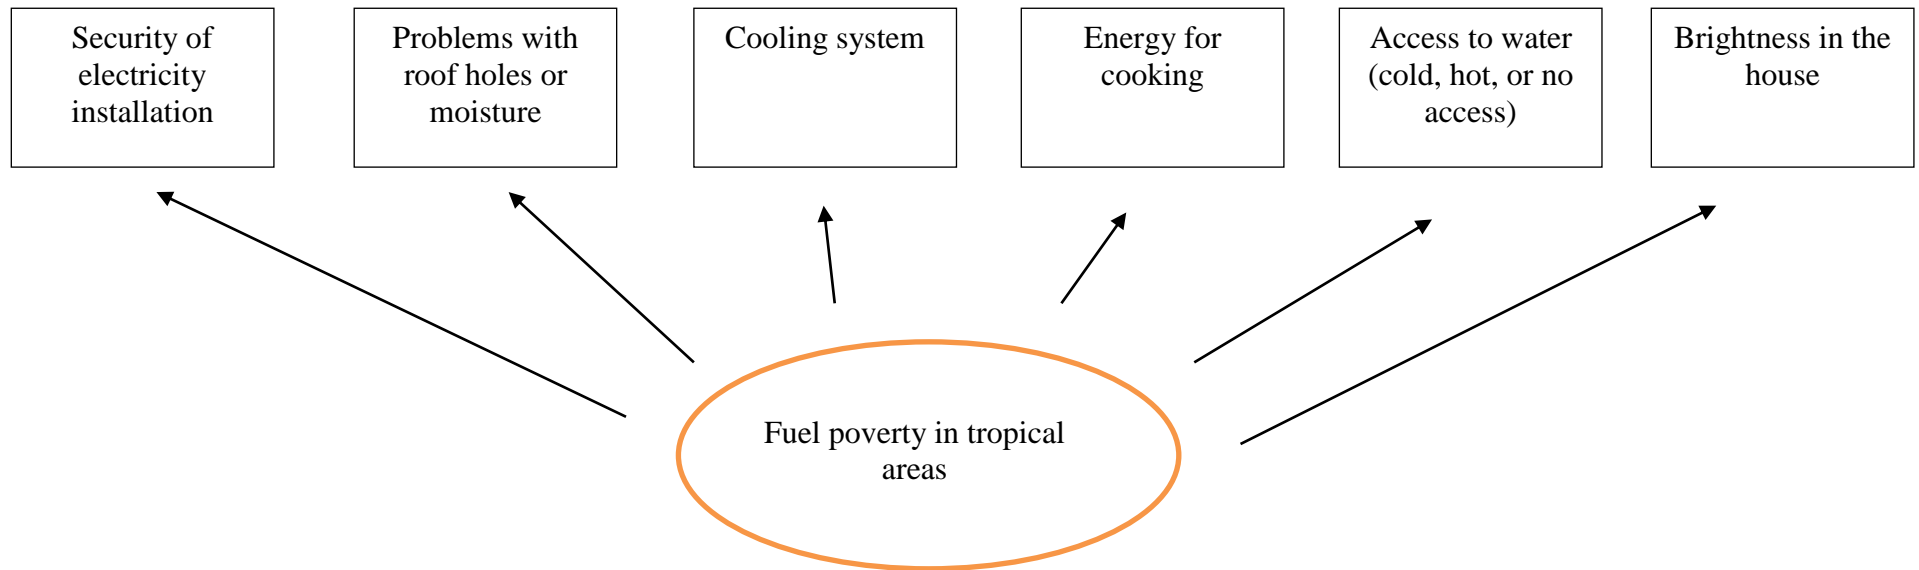 Security of
electricity
installation
Problems with
roof holes or
moisture
Cooling system
Energy for
cooking
Access to water
(cold, hot, or no
access)
Brightness in the
house
Fuel poverty in tropical
areas